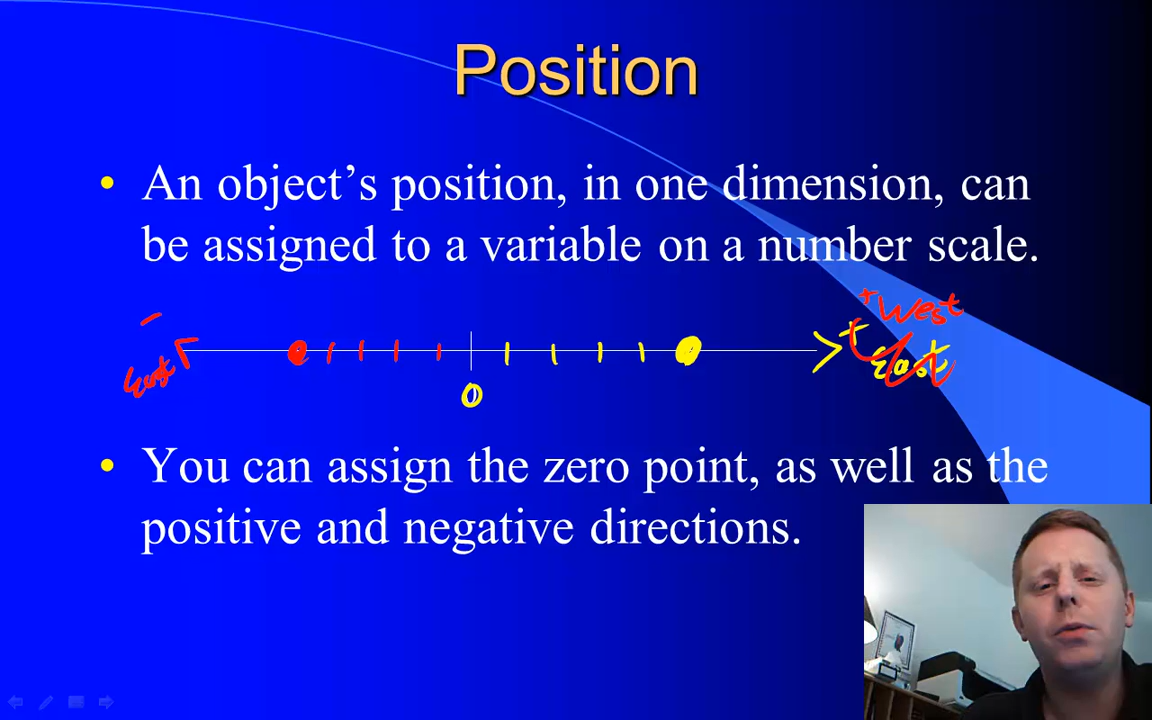 Position
• An object’s position, in one dimension, can
be assigned to a variable on a number scale.
+ West
-
+
East
East
0
• You can assign the zero point, as well as the
positive and negative directions.